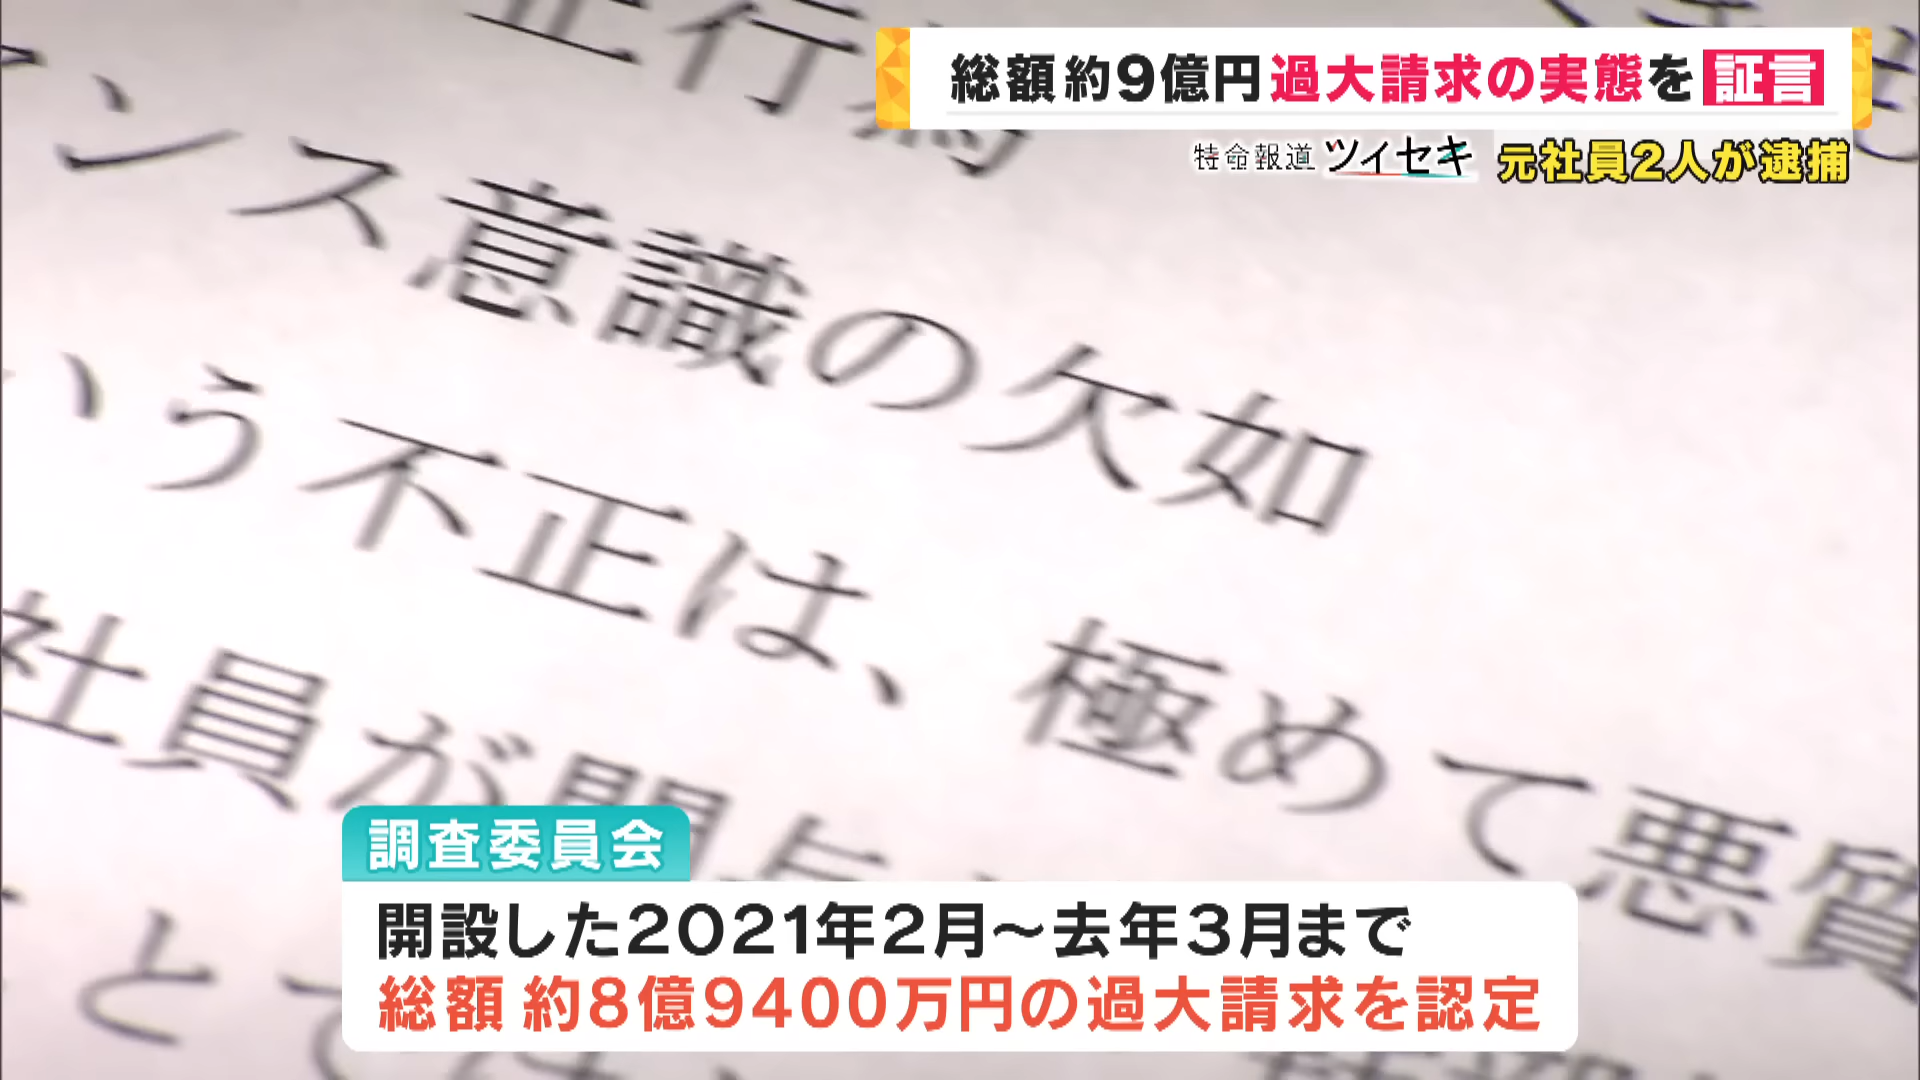 総額約9億円過大請求の実態を証言
特命報道 ツイセキ 元社員2人が逮捕
ンス意識の欠如
いう不正は、極めて悪質
社員が関与
調査委員会
開設した2021年2月～去年3月まで
総額 約8億9400万円の過大請求を認定